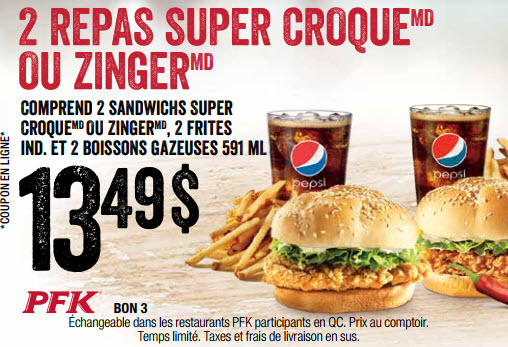 2 REPAS SUPER CROQUEMD
OU ZINGERMD
COMPREND 2 SANDWICHS SUPER
CROQUEMD OU ZINGERMD, 2 FRITES
IND. ET 2 BOISSONS GAZEUSES 591 ML
*COUPON EN LIGNE*
13 49 $
pepsi
pepsi
PFK
BON 3
Échangeable dans les restaurants PFK participants en QC. Prix au comptoir.
Temps limité. Taxes et frais de livraison en sus.